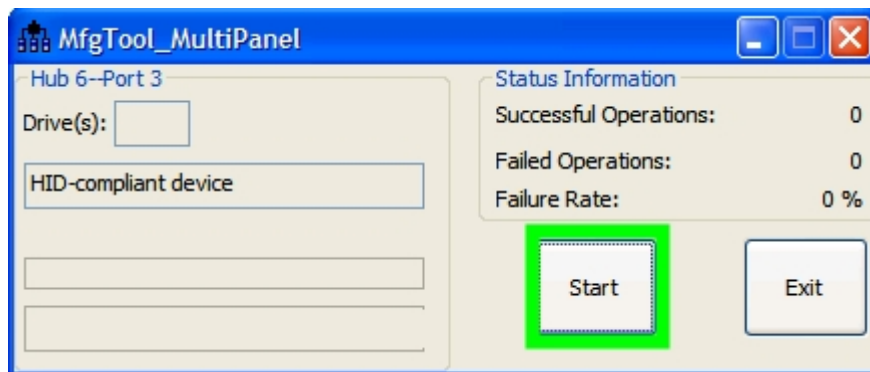 MfgTool_MultiPanel
Hub 6--Port 3
Drive(s):
HID-compliant device
Status Information
Successful Operations: 0
Failed Operations: 0
Failure Rate: 0 %
Start
Exit